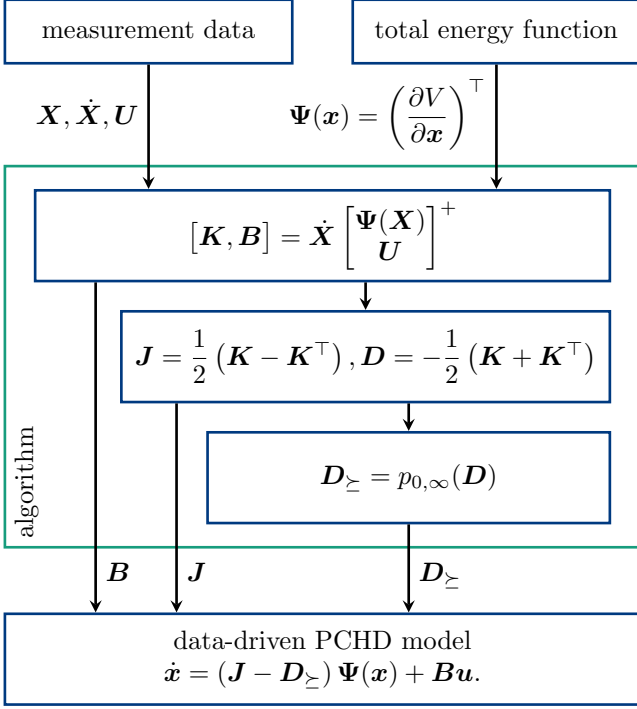 measurement data
total energy function
X, Ẋ, U
Ψ(x) = (∂V/∂x)^⊤
[K, B] = Ẋ [Ψ(X) U]^+
J = 1/2 (K − K^⊤), D = −1/2 (K + K^⊤)
D_⪰ = p_{0,∞}(D)
algorithm
B
J
D_⪰
data-driven PCHD model
ẋ = (J − D_⪰) Ψ(x) + Bu.